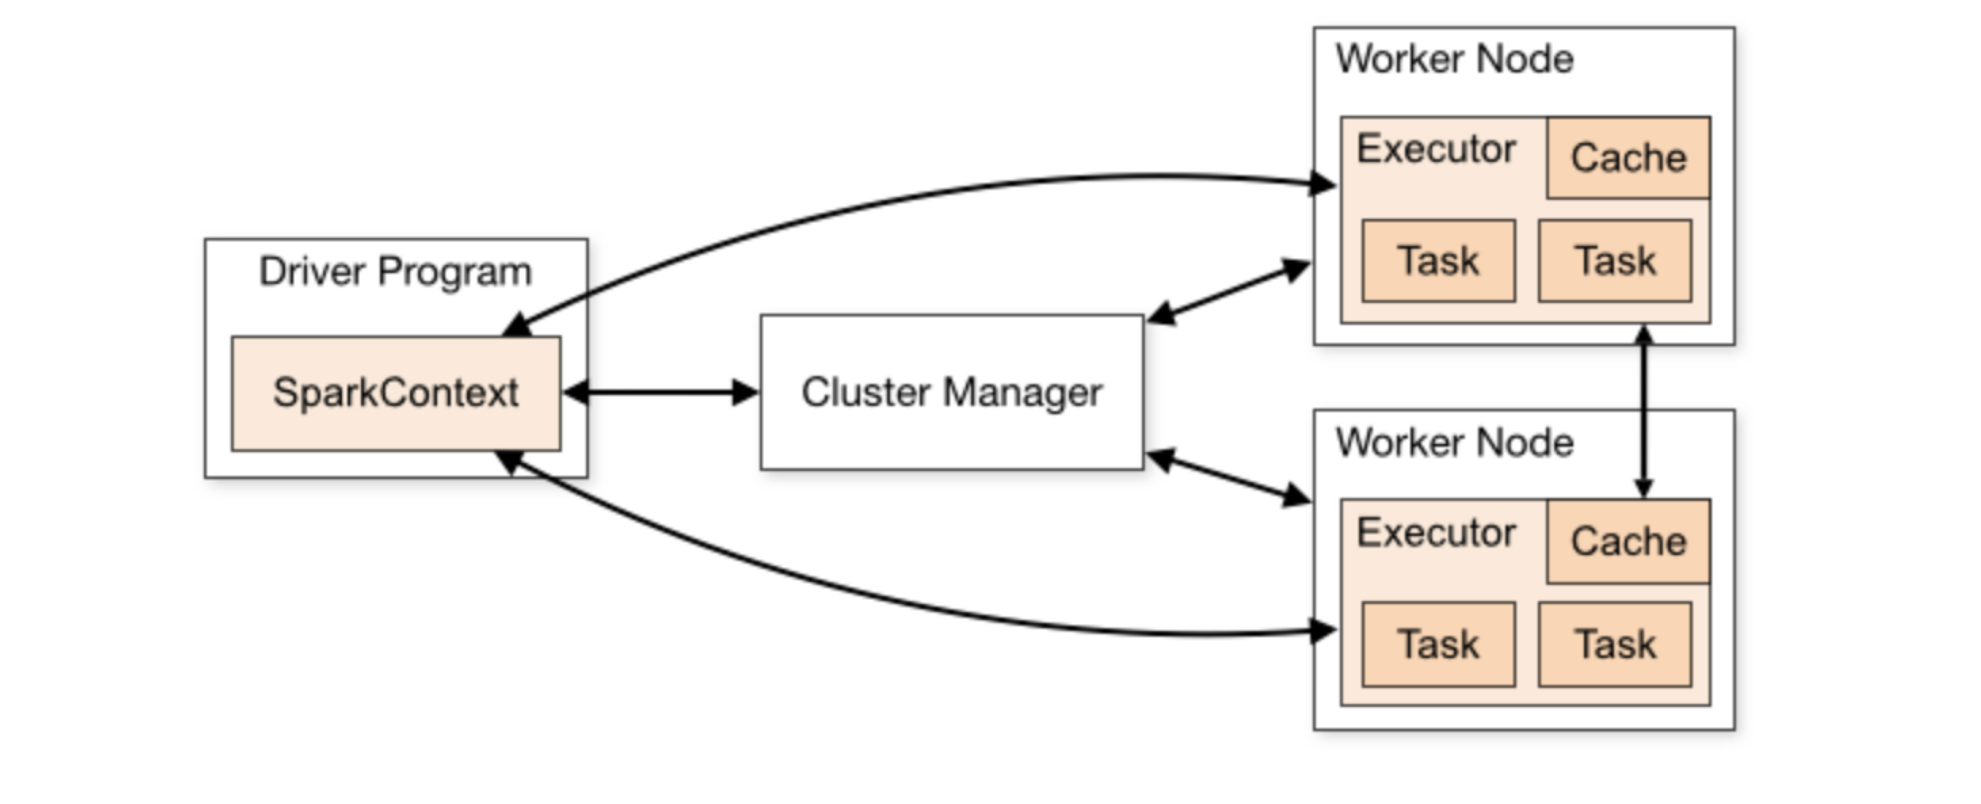 Driver Program
SparkContext
Cluster Manager
Worker Node
Executor
Cache
Task
Task
Worker Node
Executor
Cache
Task
Task